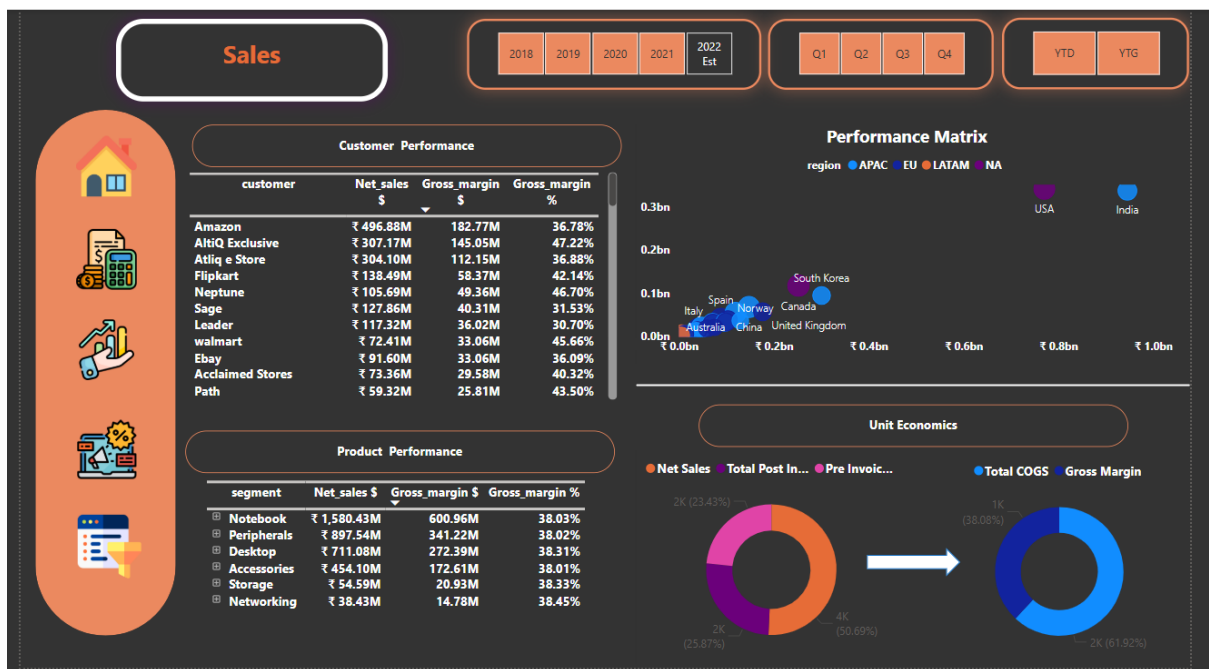 Sales
2018 2019 2020 2021 2022 Est
Q1 Q2 Q3 Q4
YTD YTG
Customer Performance
customer Net_sales $ Gross_margin $ Gross_margin %
Amazon ₹ 496.88M 182.77M 36.78%
AltiQ Exclusive ₹ 307.17M 145.05M 47.22%
Atliq e Store ₹ 304.10M 112.15M 36.88%
Flipkart ₹ 138.49M 58.37M 42.14%
Neptune ₹ 105.69M 49.36M 46.70%
Sage ₹ 127.86M 40.31M 31.53%
Leader ₹ 117.32M 36.02M 30.70%
walmart ₹ 72.41M 33.06M 45.66%
Ebay ₹ 91.60M 33.06M 36.09%
Acclaimed Stores ₹ 73.36M 29.58M 40.32%
Path ₹ 59.32M 25.81M 43.50%
Product Performance
segment Net_sales $ Gross_margin $ Gross_margin %
Notebook ₹ 1,580.43M 600.96M 38.03%
Peripherals ₹ 897.54M 341.22M 38.02%
Desktop ₹ 711.08M 272.39M 38.31%
Accessories ₹ 454.10M 172.61M 38.01%
Storage ₹ 54.59M 20.93M 38.33%
Networking ₹ 38.43M 14.78M 38.45%
Performance Matrix
region APAC EU LATAM NA
0.3bn
USA India
0.2bn
South Korea
0.1bn
Spain
Italy Norway Canada
Australia China United Kingdom
0.0bn
₹ 0.0bn ₹ 0.2bn ₹ 0.4bn ₹ 0.6bn ₹ 0.8bn ₹ 1.0bn
Unit Economics
Net Sales Total Post In... Pre Invoic...
2K (23.43%)
4K (50.69%)
2K (25.87%)
Total COGS Gross Margin
1K (38.08%)
2K (61.92%)